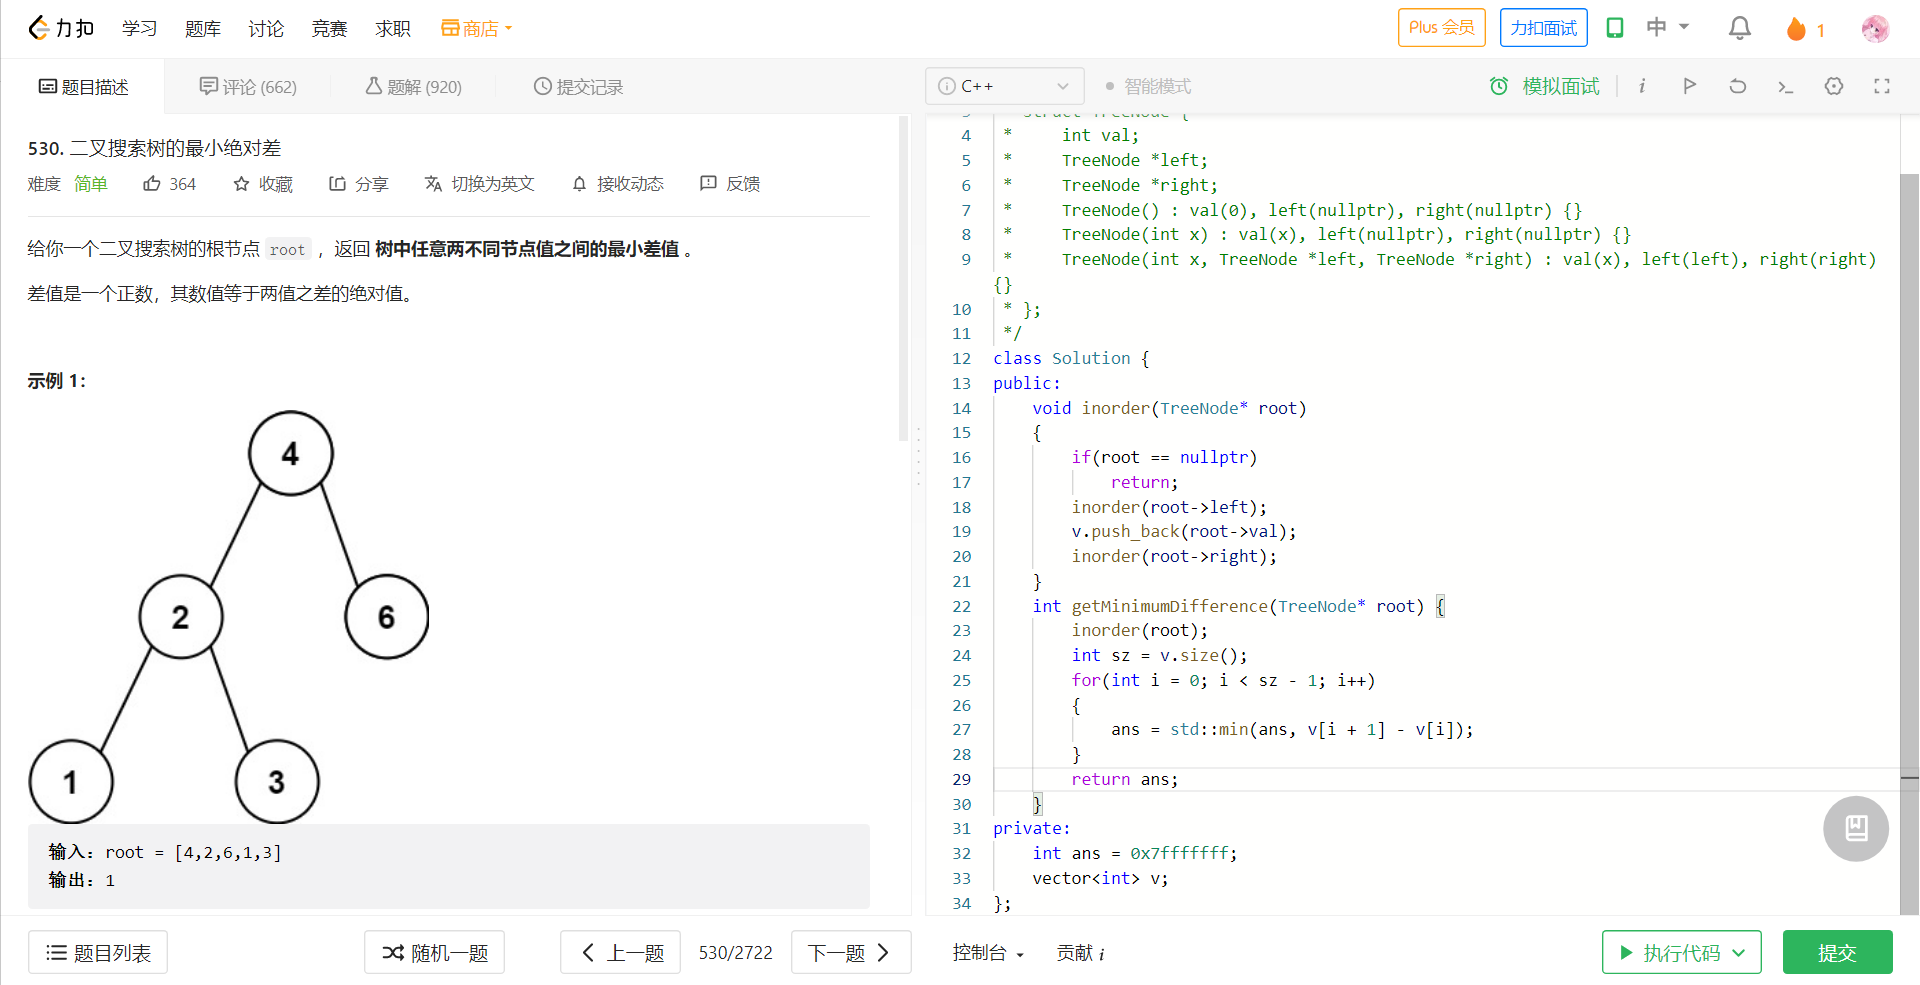 力扣 学习 题库 讨论 竞赛 求职 商店 Plus 会员 力扣面试 中 1
题目描述 评论 (662) 题解 (920) 提交记录
530. 二叉搜索树的最小绝对差
难度 简单 364 收藏 分享 切换为英文 接收动态 反馈
给你一个二叉搜索树的根节点 root ，返回 树中任意两不同节点值之间的最小差值 。
差值是一个正数，其数值等于两值之差的绝对值。
示例 1：
4
2 6
1 3
输入：root = [4,2,6,1,3]
输出：1
题目列表 随机一题 上一题 530/2722 下一题
C++ 智能模式 模拟面试 i
3 * struct TreeNode {
4 *     int val;
5 *     TreeNode *left;
6 *     TreeNode *right;
7 *     TreeNode() : val(0), left(nullptr), right(nullptr) {}
8 *     TreeNode(int x) : val(x), left(nullptr), right(nullptr) {}
9 *     TreeNode(int x, TreeNode *left, TreeNode *right) : val(x), left(left), right(right)
{}
10 * };
11 */
12 class Solution {
13 public:
14     void inorder(TreeNode* root)
15     {
16         if(root == nullptr)
17             return;
18         inorder(root->left);
19         v.push_back(root->val);
20         inorder(root->right);
21     }
22     int getMinimumDifference(TreeNode* root) {
23         inorder(root);
24         int sz = v.size();
25         for(int i = 0; i < sz - 1; i++)
26         {
27             ans = std::min(ans, v[i + 1] - v[i]);
28         }
29         return ans;
30     }
31 private:
32     int ans = 0x7fffffff;
33     vector<int> v;
34 };
控制台 贡献 i 执行代码 提交